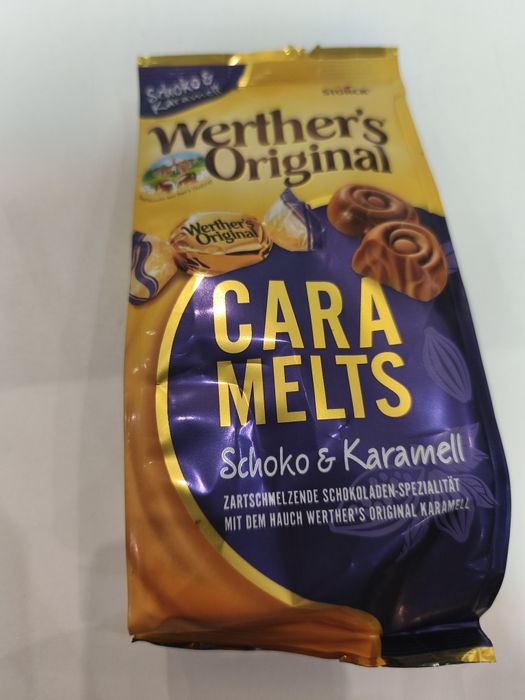 Schoko &
Karamell
STORCK
Werther's
Original
Werther's
Original
CARA
MELTS
Schoko & Karamell
ZARTSCHMELZENDE SCHOKOLADEN-SPEZIALITÄT
MIT DEM HAUCH WERTHER'S ORIGINAL KARAMELL